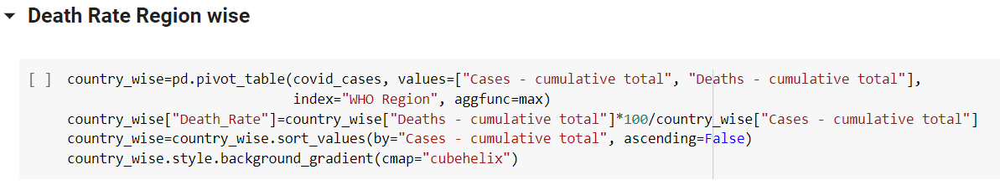 Death Rate Region wise
[ ] country_wise=pd.pivot_table(covid_cases, values=["Cases - cumulative total", "Deaths - cumulative total"],
index="WHO Region", aggfunc=max)
country_wise["Death_Rate"]=country_wise["Deaths - cumulative total"]*100/country_wise["Cases - cumulative total"]
country_wise=country_wise.sort_values(by="Cases - cumulative total", ascending=False)
country_wise.style.background_gradient(cmap="cubehelix")